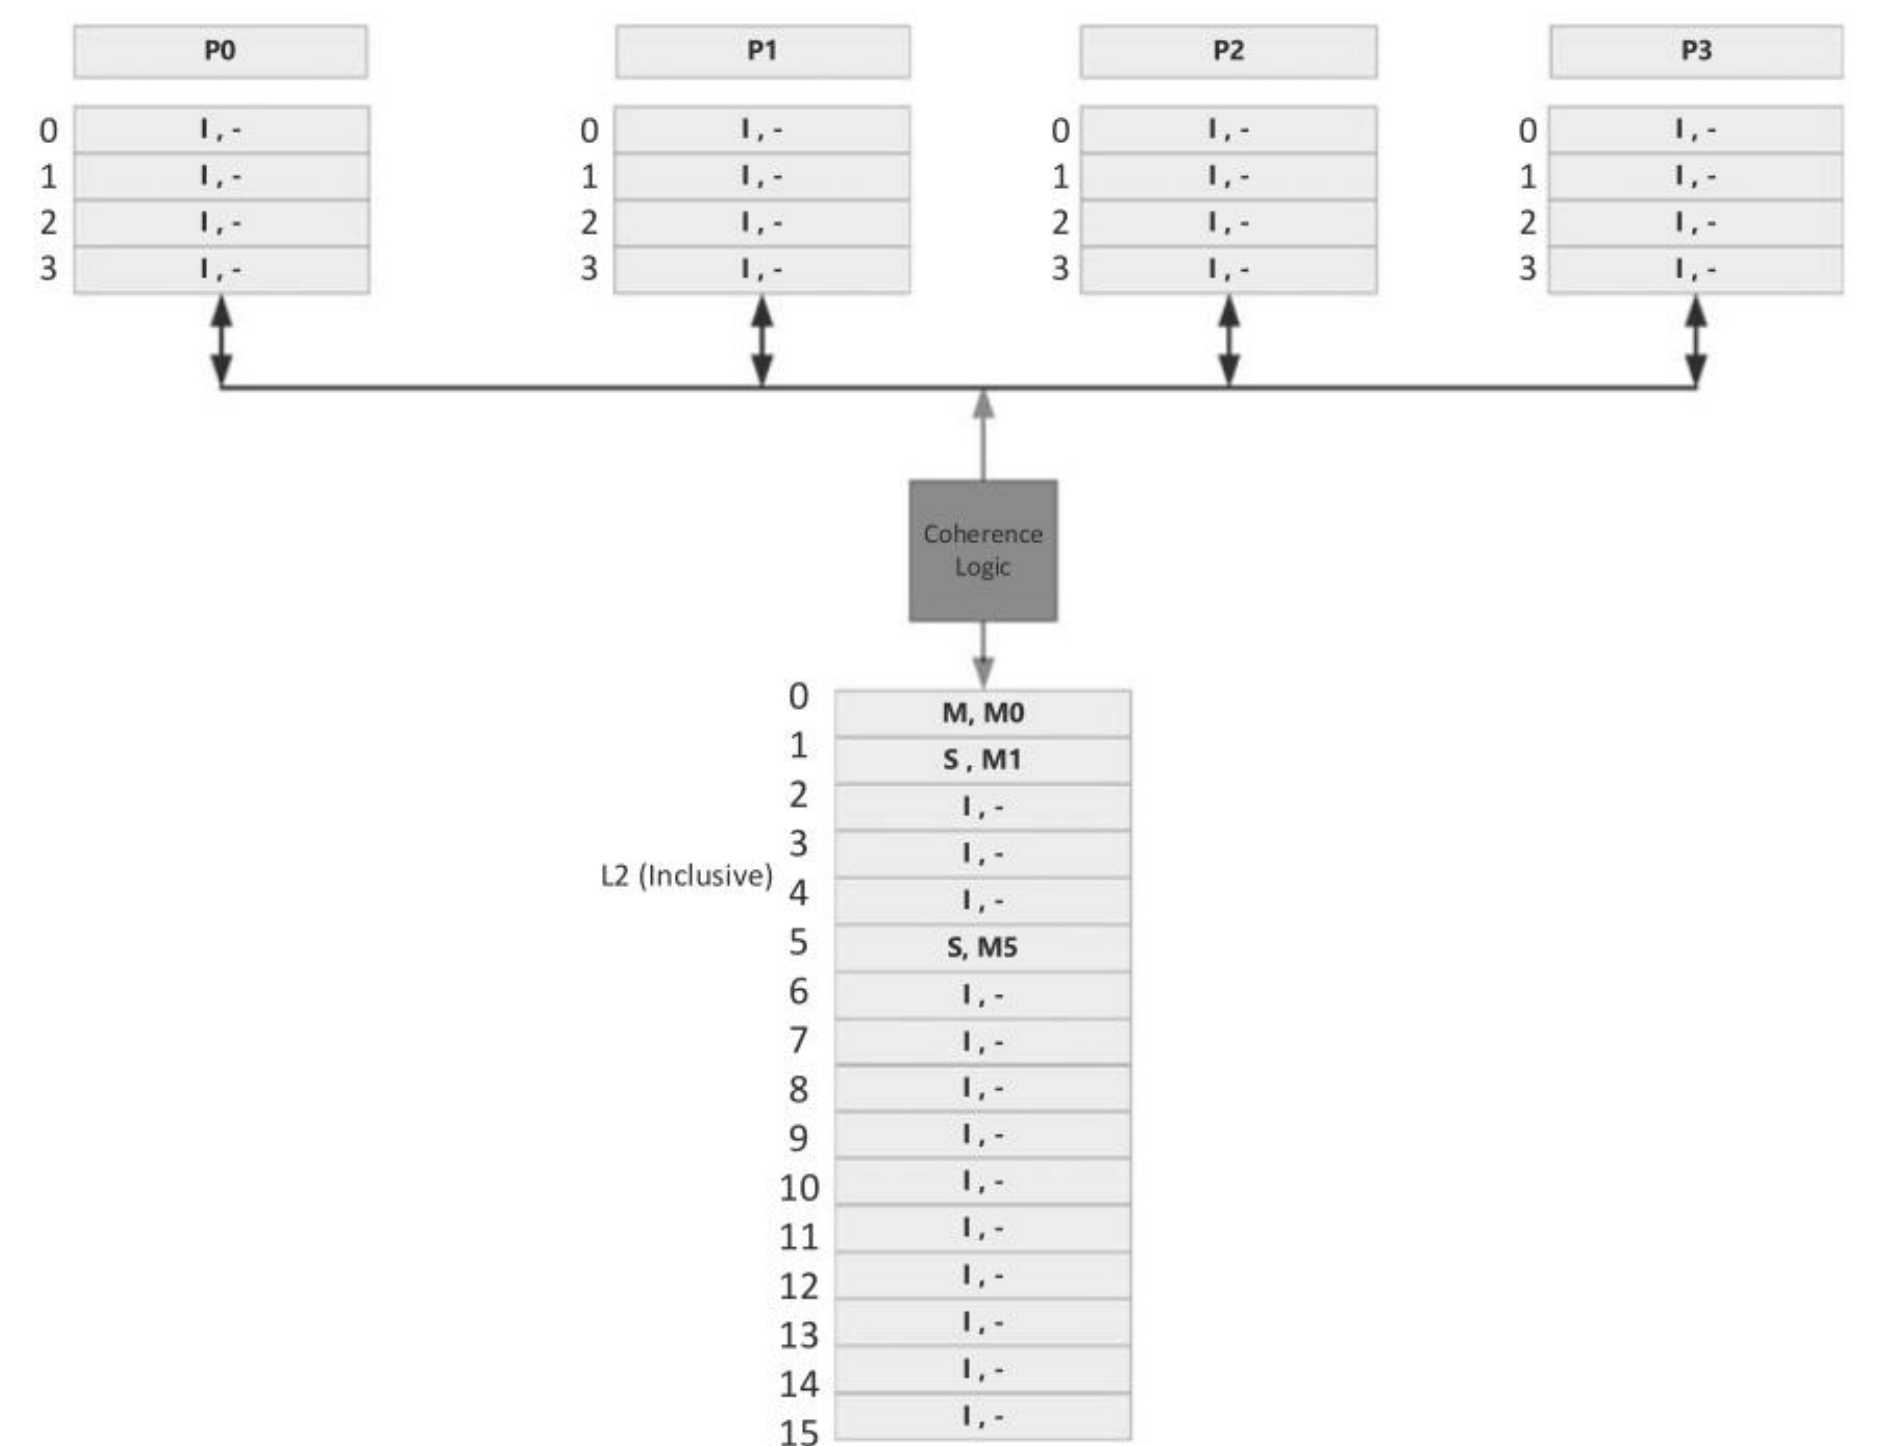 P0 P1 P2 P3
0 I , - 0 I , - 0 I , - 0 I , -
1 I , - 1 I , - 1 I , - 1 I , -
2 I , - 2 I , - 2 I , - 2 I , -
3 I , - 3 I , - 3 I , - 3 I , -
Coherence
Logic
0 M, M0
1 S , M1
2 I , -
3 I , -
L2 (Inclusive)
4 I , -
5 S, M5
6 I , -
7 I , -
8 I , -
9 I , -
10 I , -
11 I , -
12 I , -
13 I , -
14 I , -
15 I , -